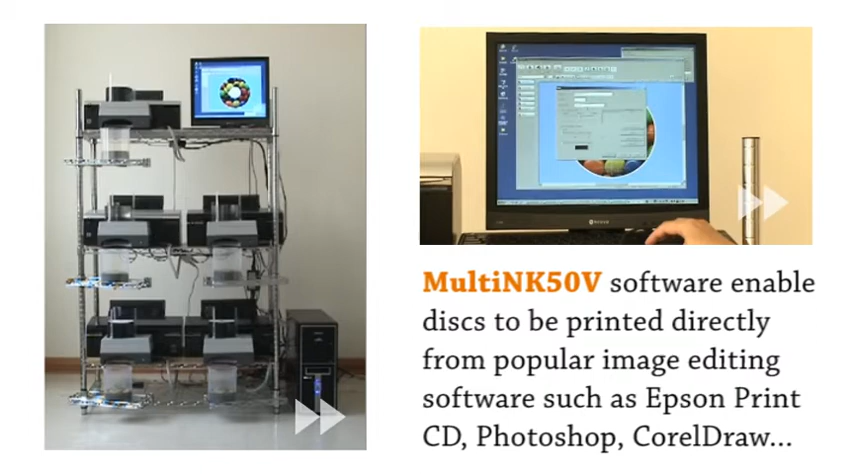 MultiNK50V software enable
discs to be printed directly
from popular image editing
software such as Epson Print
CD, Photoshop, CorelDraw...